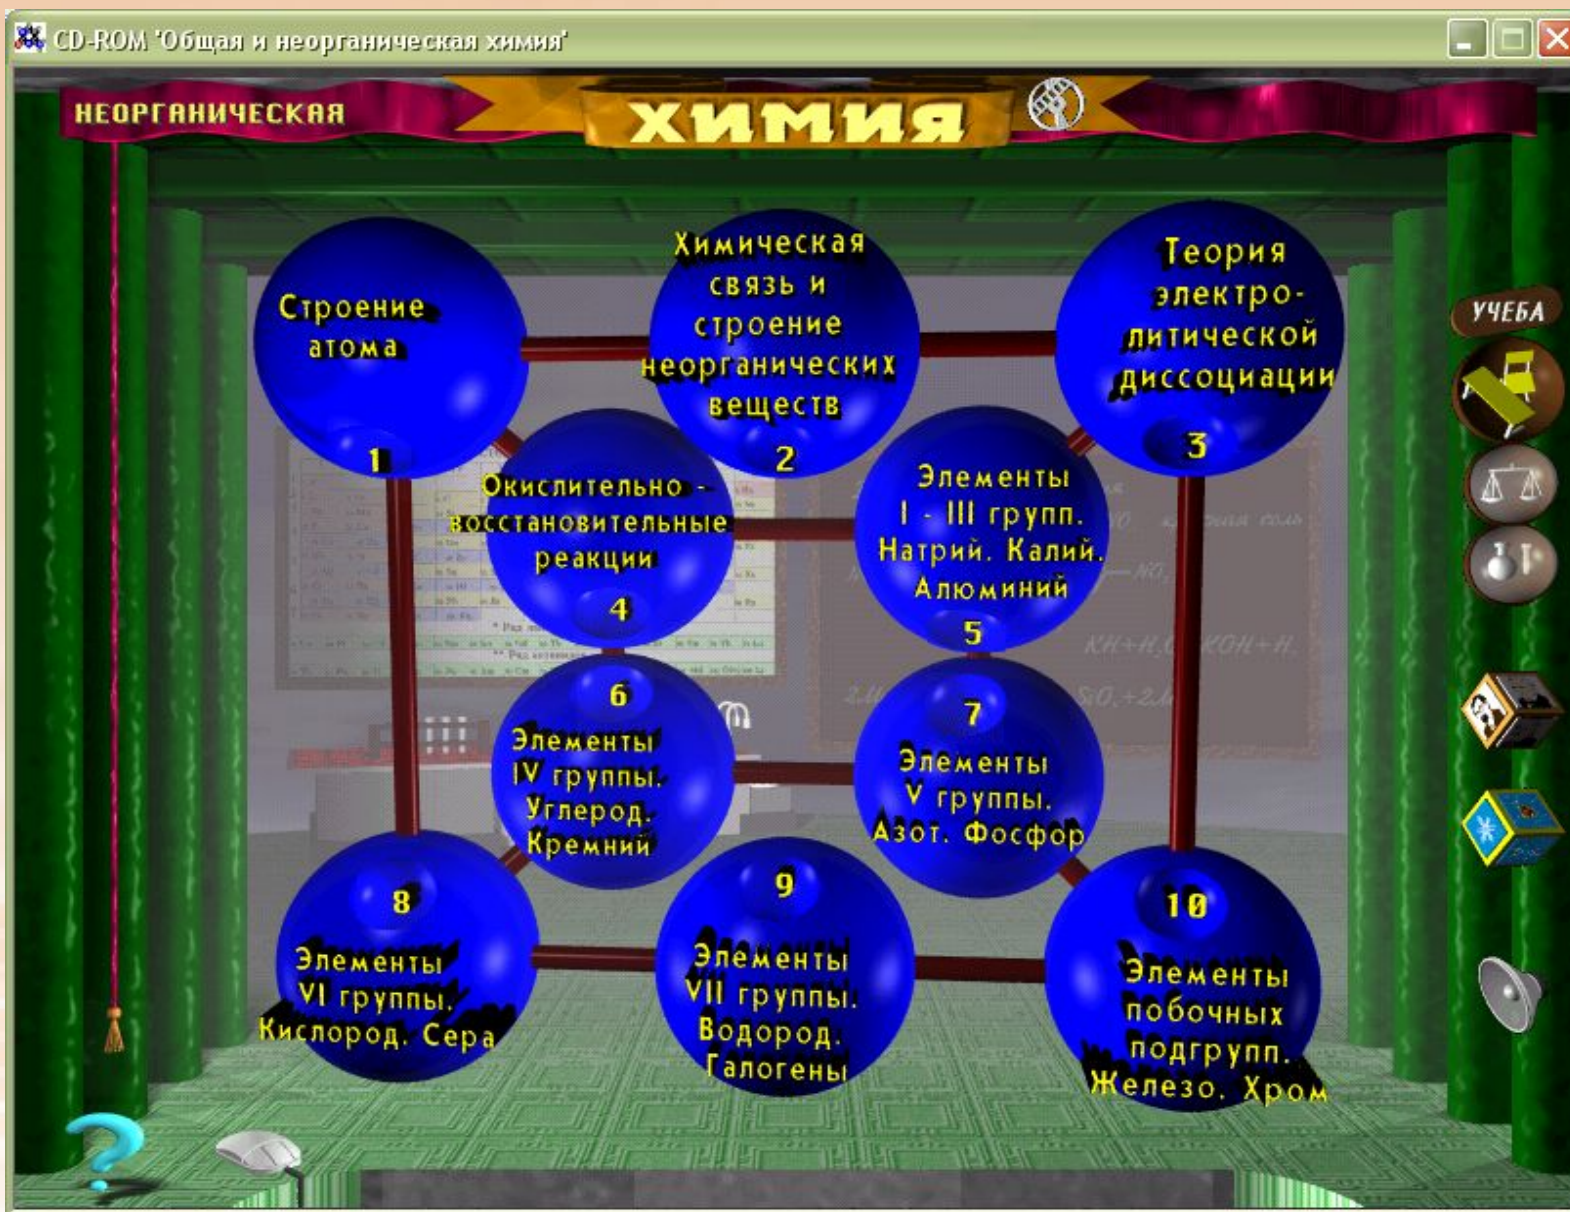 CD-ROM 'Общая и неорганическая химия'
НЕОРГАНИЧЕСКАЯ
ХИМИЯ
Строение
атома
1
Химическая
связь и
строение
неорганических
веществ
2
Теория
электро-
литической
диссоциации
3
УЧЕБА
Окислительно -
восстановительные
реакции
4
Элементы
I - III групп.
Натрий. Калий.
Алюминий
5
6
Элементы
IV группы.
Углерод.
Кремний
7
Элементы
V группы.
Азот. Фосфор
8
Элементы
VI группы.
Кислород. Сера
9
Элементы
VII группы.
Водород.
Галогены
10
Элементы
побочных
подгрупп.
Железо. Хром